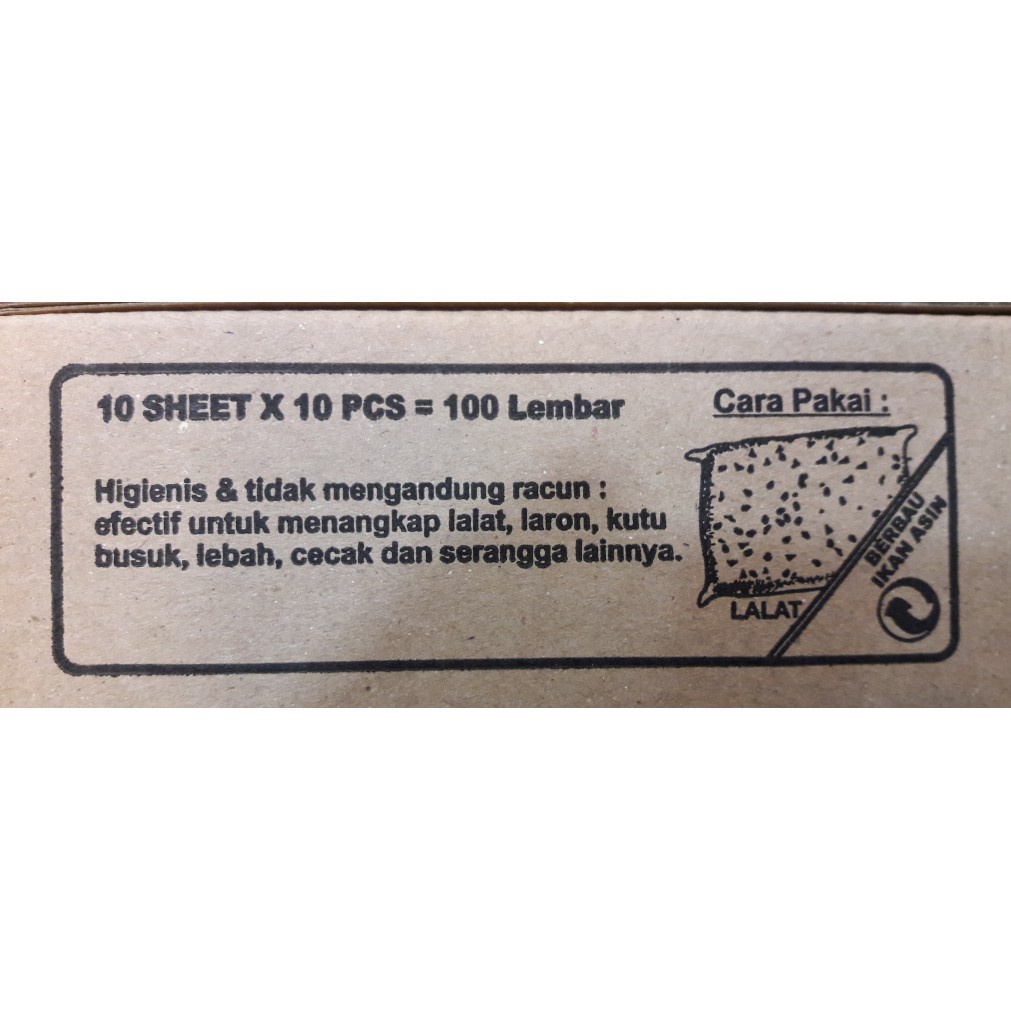 10 SHEET X 10 PCS = 100 Lembar
Higienis & tidak mengandung racun :
efectif untuk menangkap lalat, laron, kutu
busuk, lebah, cecak dan serangga lainnya.
Cara Pakai :
LALAT
BERBAU
IKAN ASIN